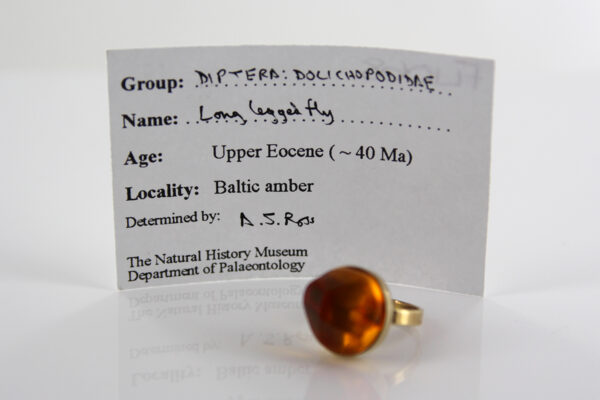 Group: DIPTERA: DOLICHOPODIDAE
Name: Long legged fly
Age: Upper Eocene ( ~ 40 Ma)
Locality: Baltic amber
Determined by: A. J. Ross
The Natural History Museum
Department of Palaeontology